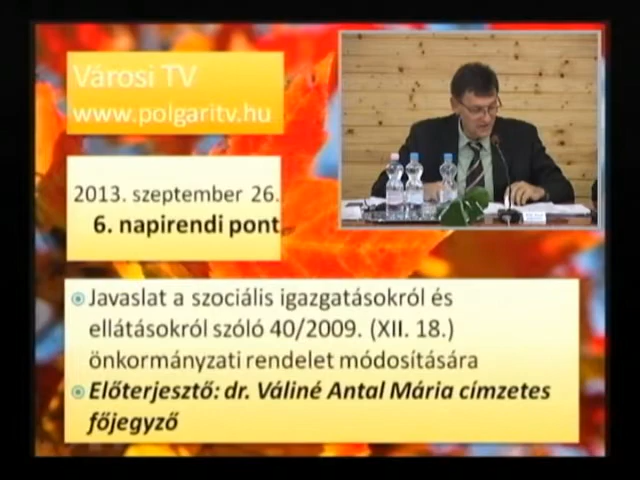 Városi TV
www.polgaritv.hu
2013. szeptember 26.
6. napirendi pont
Javaslat a szociális igazgatásokról és
ellátásokról szóló 40/2009. (XII. 18.)
önkormányzati rendelet módosítására
Előterjesztő: dr. Váliné Antal Mária címzetes
főjegyző